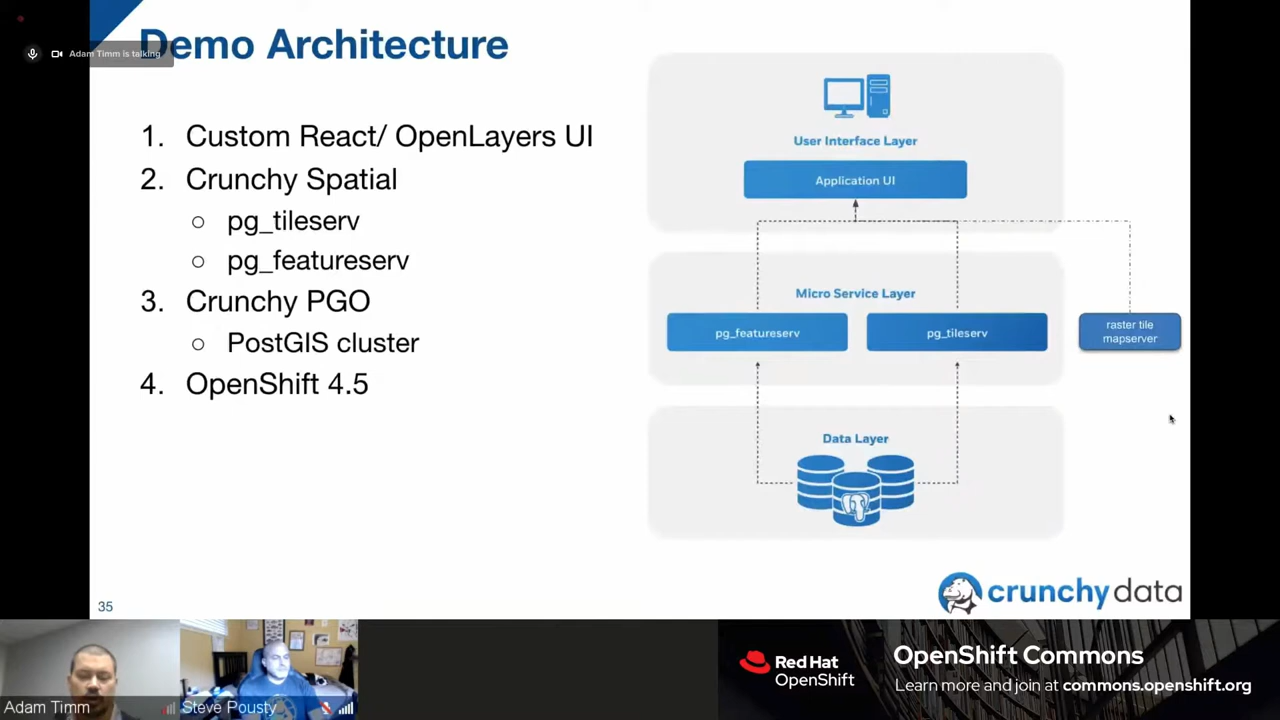 Demo Architecture
Adam Timm is talking
1. Custom React/ OpenLayers UI
2. Crunchy Spatial
○ pg_tileserv
○ pg_featureserv
3. Crunchy PGO
○ PostGIS cluster
4. OpenShift 4.5
User Interface Layer
Application UI
Micro Service Layer
pg_featureserv
pg_tileserv
raster tile
mapserver
Data Layer
35
crunchy data
Adam Timm
Steve Pousty
Red Hat
OpenShift
OpenShift Commons
Learn more and join at commons.openshift.org